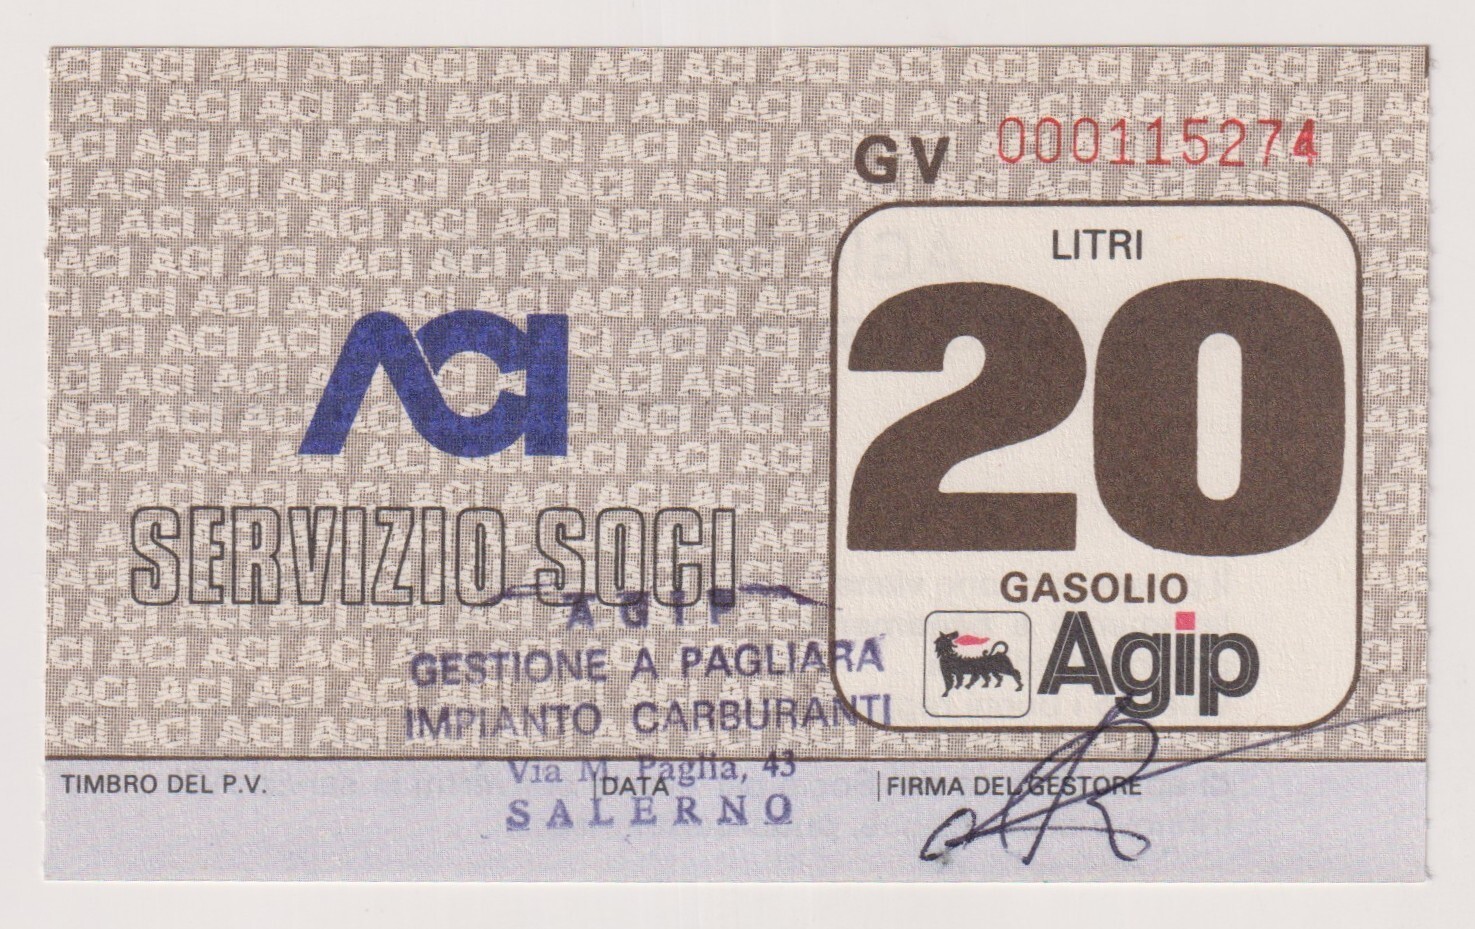 GV 000115274
LITRI
20
GASOLIO
Agip
ACI
SERVIZIO SOCI
AGIP
GESTIONE A PAGLIARA
IMPIANTO CARBURANTI
Via M. Paglia, 43
SALERNO
TIMBRO DEL P.V. DATA FIRMA DEL GESTORE